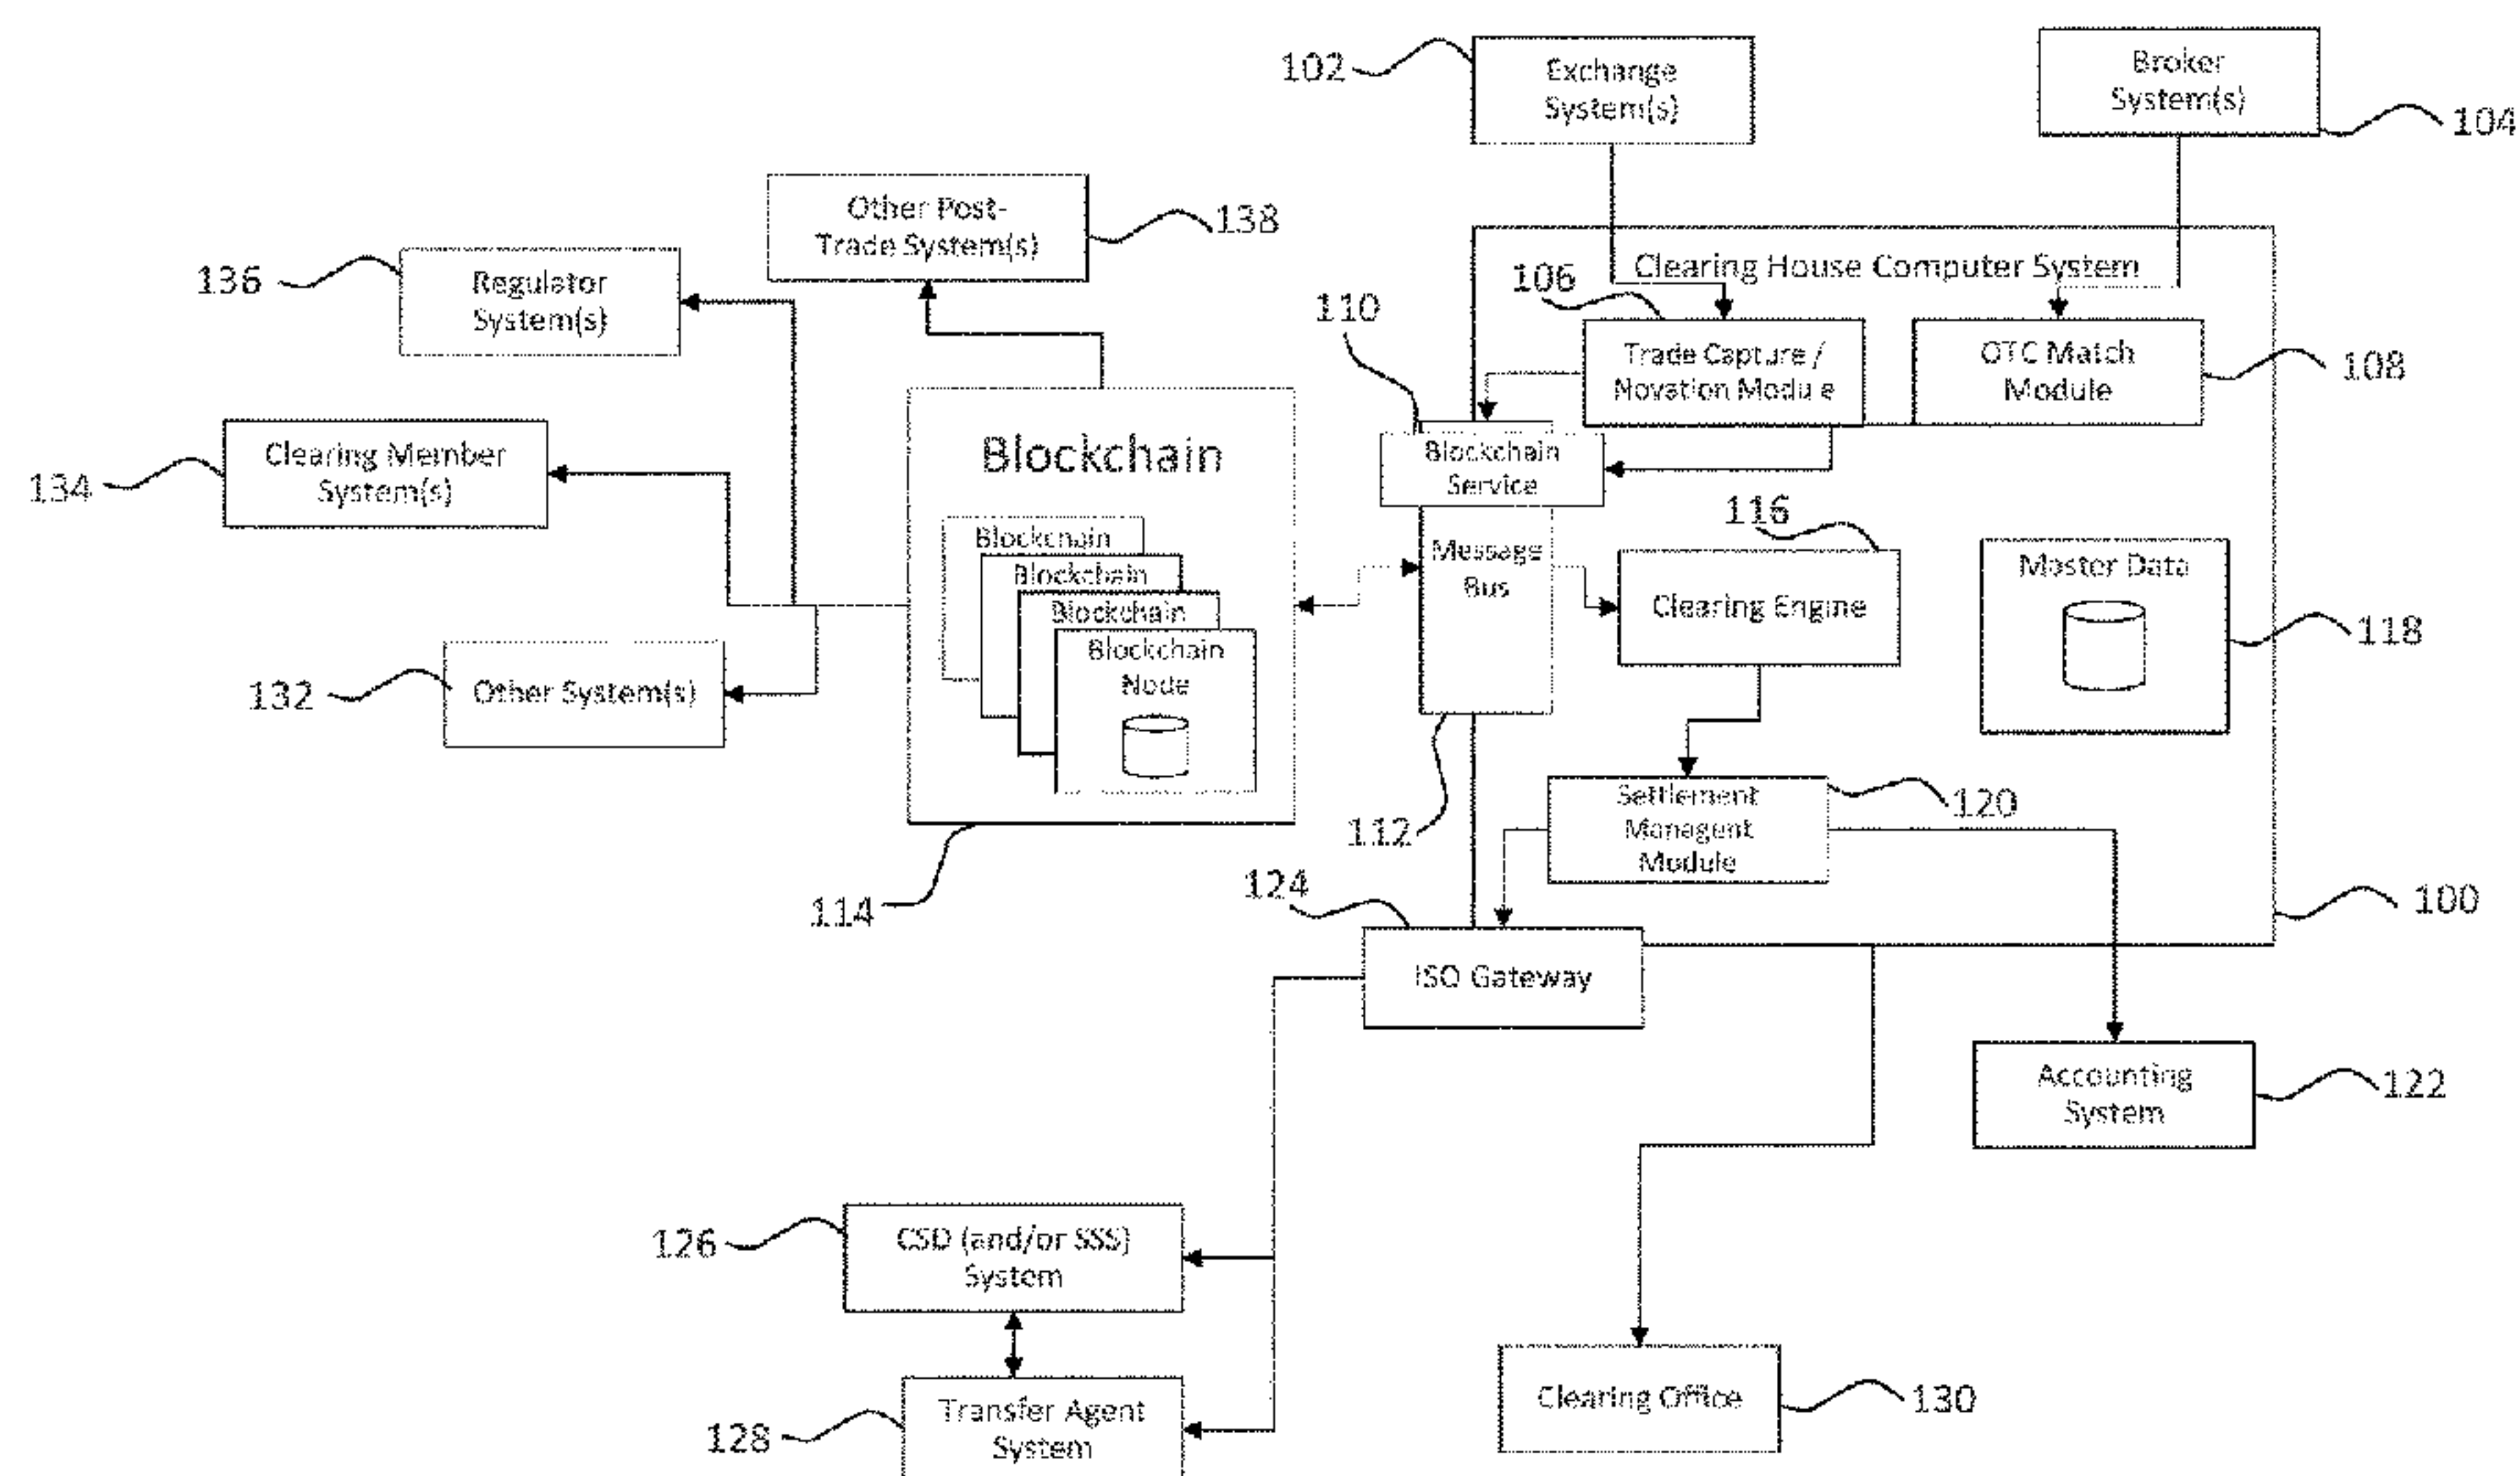 102
Exchange
System(s)
Broker
System(s)
104
Other Post-
Trade System(s)
138
136
Regulator
System(s)
Clearing House Computer System
106
110
Trade Capture /
Novation Module
OTC Match
Module
108
134
Clearing Member
System(s)
Blockchain
Blockchain
Service
116
Blockchain
Blockchain
Blockchain
Blockchain
Node
Message
Bus
Clearing Engine
Master Data
118
132
Other System(s)
112
Settlement
Managent
Module
120
114
124
100
ISO Gateway
Accounting
System
122
126
CSD (and/or SSS)
System
128
Transfer Agent
System
Clearing Office
130